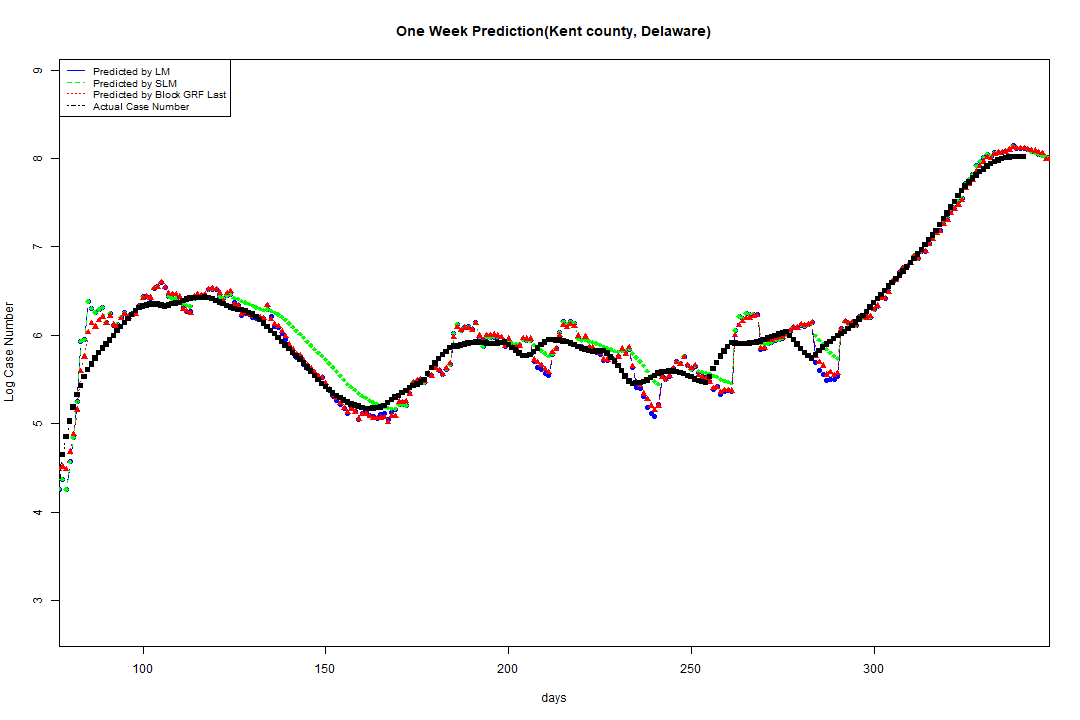 One Week Prediction(Kent county, Delaware)
Predicted by LM
Predicted by SLM
Predicted by Block GRF Last
Actual Case Number
9
8
7
6
5
4
3
Log Case Number
100 150 200 250 300
days